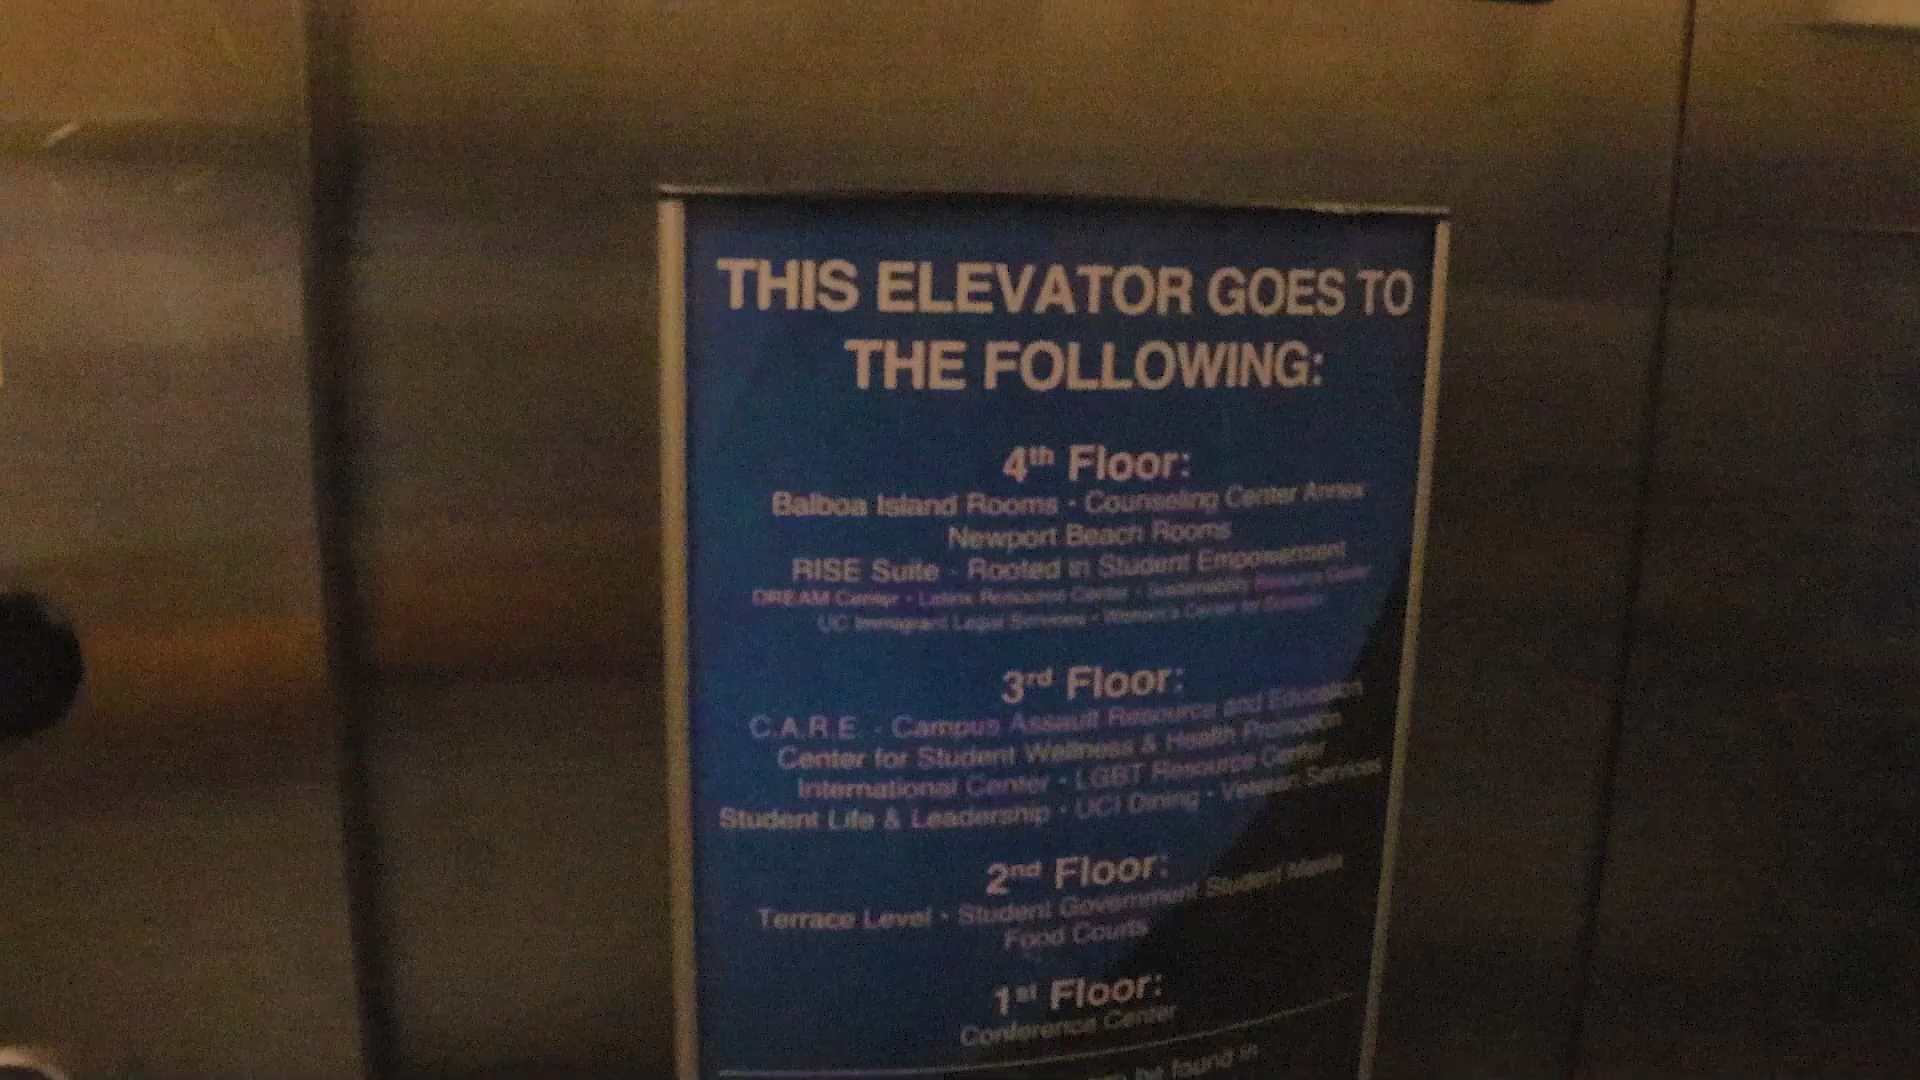 THIS ELEVATOR GOES TO
THE FOLLOWING:
4th Floor:
Balboa Island Rooms · Counseling Center Annex
Newport Beach Rooms
RISE Suite - Rooted in Student Empowerment
DREAM Center · Latinx Resource Center · Sustainability Resource Center
UC Immigrant Legal Services ·
3rd Floor:
C.A.R.E. - Campus Assault Resource and Education
Center for Student Wellness & Health Promotion
International Center · LGBT Resource Center
Student Life & Leadership · UCI Dining · Veteran Services
2nd Floor:
Terrace Level · Student Government Student Media
Food Courts
1st Floor:
Conference Center
be found in